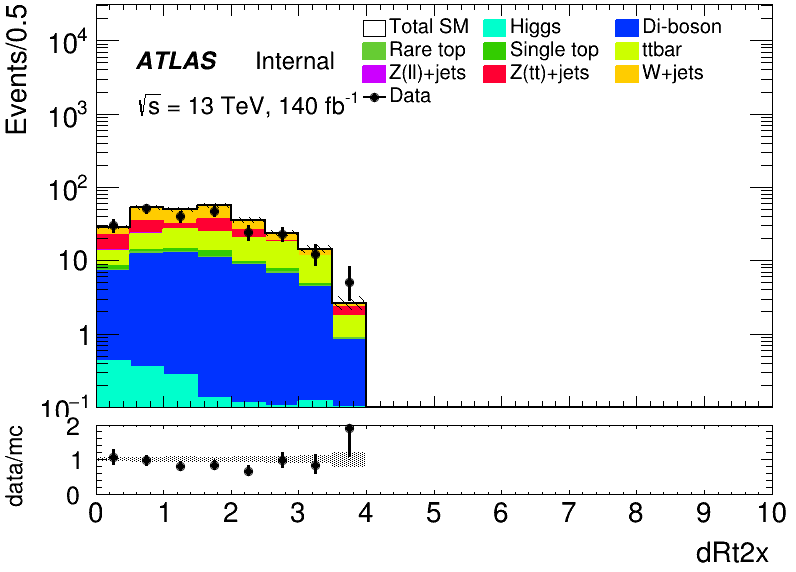 Events/0.5
10⁴
10³
10²
10
1
10⁻¹
ATLAS Internal
√s = 13 TeV, 140 fb⁻¹
Total SM Higgs Di-boson
Rare top Single top ttbar
Z(ll)+jets Z(tt)+jets W+jets
Data
data/mc
2
1
0
0 1 2 3 4 5 6 7 8 9 10
dRt2x